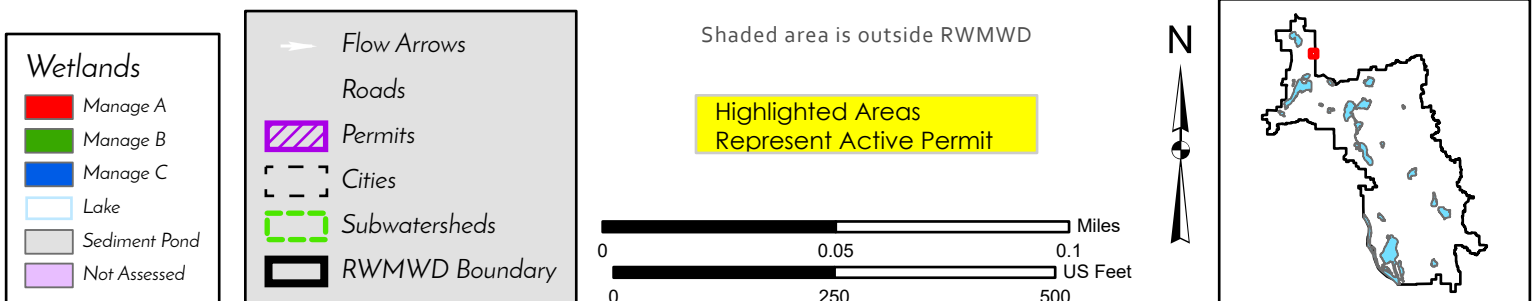 Wetlands
Manage A
Manage B
Manage C
Lake
Sediment Pond
Not Assessed
Flow Arrows
Roads
Permits
Cities
Subwatersheds
RWMWD Boundary
Shaded area is outside RWMWD
Highlighted Areas
Represent Active Permit
Miles
0 0.05 0.1
US Feet
0 250 500
N